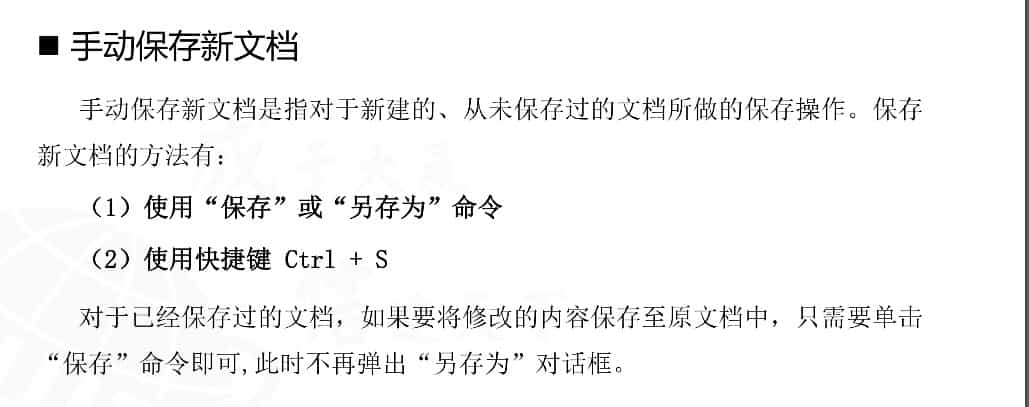 ■ 手动保存新文档
手动保存新文档是指对于新建的、从未保存过的文档所做的保存操作。保存
新文档的方法有：
（1）使用“保存”或“另存为”命令
（2）使用快捷键 Ctrl + S
对于已经保存过的文档，如果要将修改的内容保存至原文档中，只需要单击
“保存”命令即可,此时不再弹出“另存为”对话框。